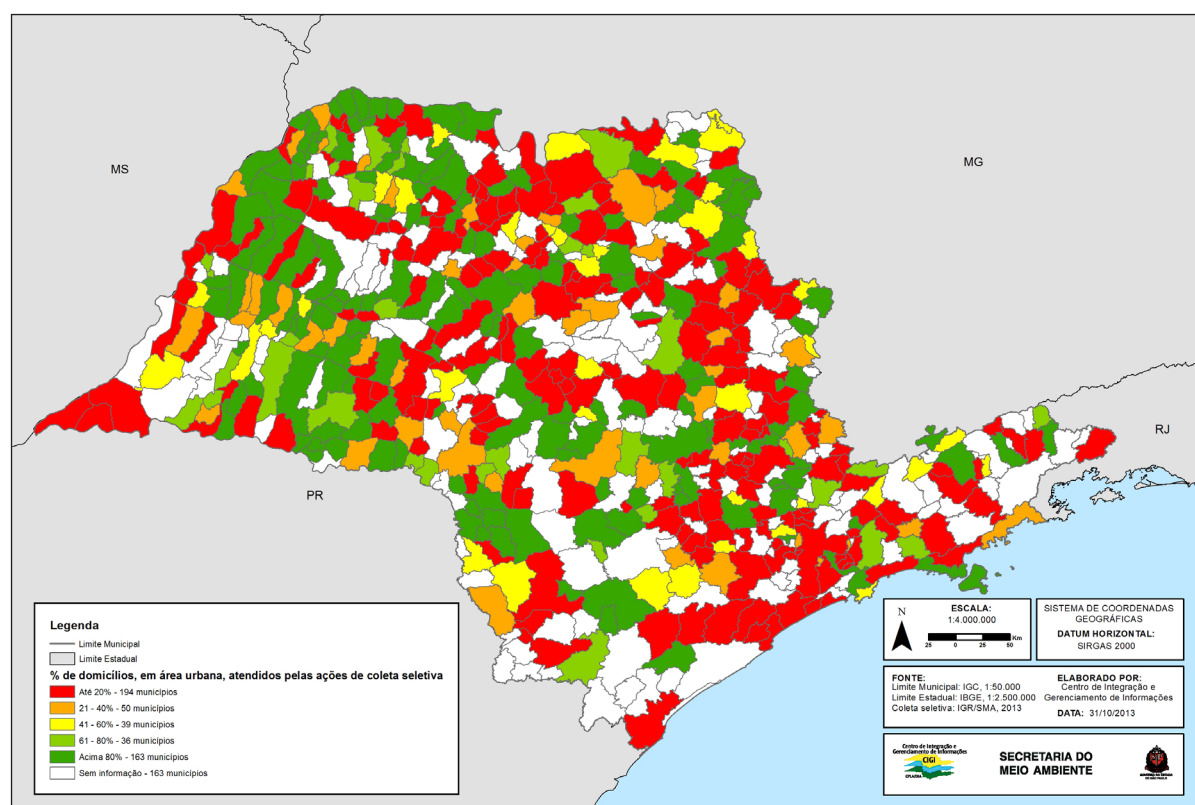 MS
MG
RJ
PR
Legenda
Limite Municipal
Limite Estadual
% de domicílios, em área urbana, atendidos pelas ações de coleta seletiva
Até 20% - 194 municípios
21 - 40% - 50 municípios
41 - 60% - 39 municípios
61 - 80% - 36 municípios
Acima 80% - 163 municípios
Sem informação - 163 municípios
N
ESCALA:
1:4.000.000
25 0 25 50 Km
SISTEMA DE COORDENADAS
GEOGRÁFICAS
DATUM HORIZONTAL:
SIRGAS 2000
FONTE:
Limite Municipal: IGC, 1:50.000
Limite Estadual: IBGE, 1:2.500.000
Coleta seletiva: IGR/SMA, 2013
ELABORADO POR:
Centro de Integração e
Gerenciamento de Informações
DATA: 31/10/2013
Centro de Integração e
Gerenciamento de Informações
CIGI
CPLA/SMA
SECRETARIA DO
MEIO AMBIENTE